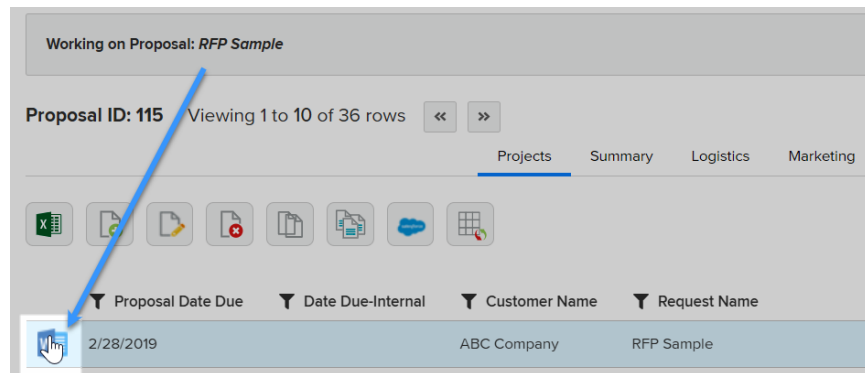 Working on Proposal: RFP Sample
Proposal ID: 115 Viewing 1 to 10 of 36 rows « »
Projects Summary Logistics Marketing
Proposal Date Due Date Due-Internal Customer Name Request Name
2/28/2019 ABC Company RFP Sample